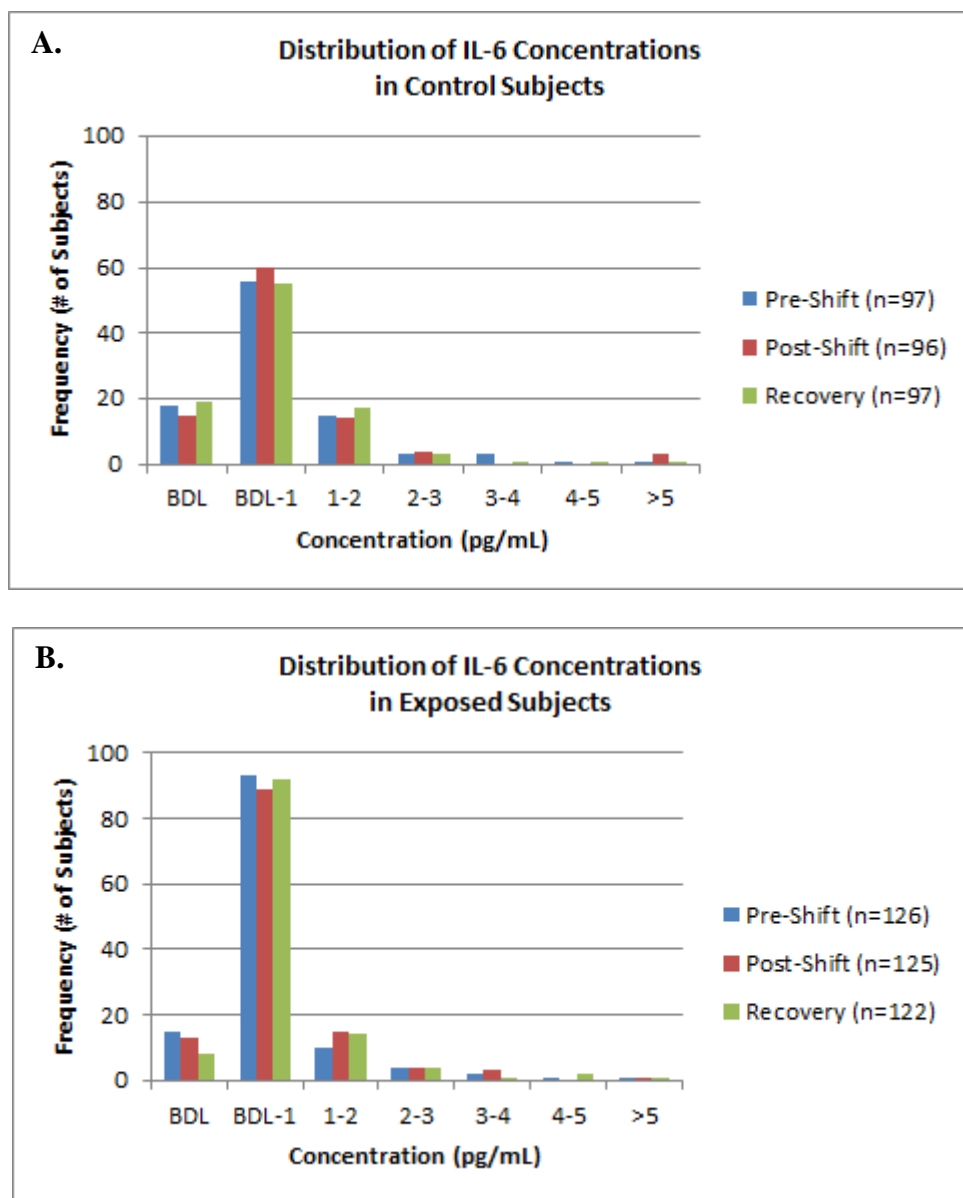 A.
Distribution of IL-6 Concentrations
in Control Subjects
Frequency (# of Subjects)
100
80
60
40
20
0
BDL BDL-1 1-2 2-3 3-4 4-5 >5
Concentration (pg/mL)
Pre-Shift (n=97)
Post-Shift (n=96)
Recovery (n=97)
B.
Distribution of IL-6 Concentrations
in Exposed Subjects
Frequency (# of Subjects)
100
80
60
40
20
0
BDL BDL-1 1-2 2-3 3-4 4-5 >5
Concentration (pg/mL)
Pre-Shift (n=126)
Post-Shift (n=125)
Recovery (n=122)